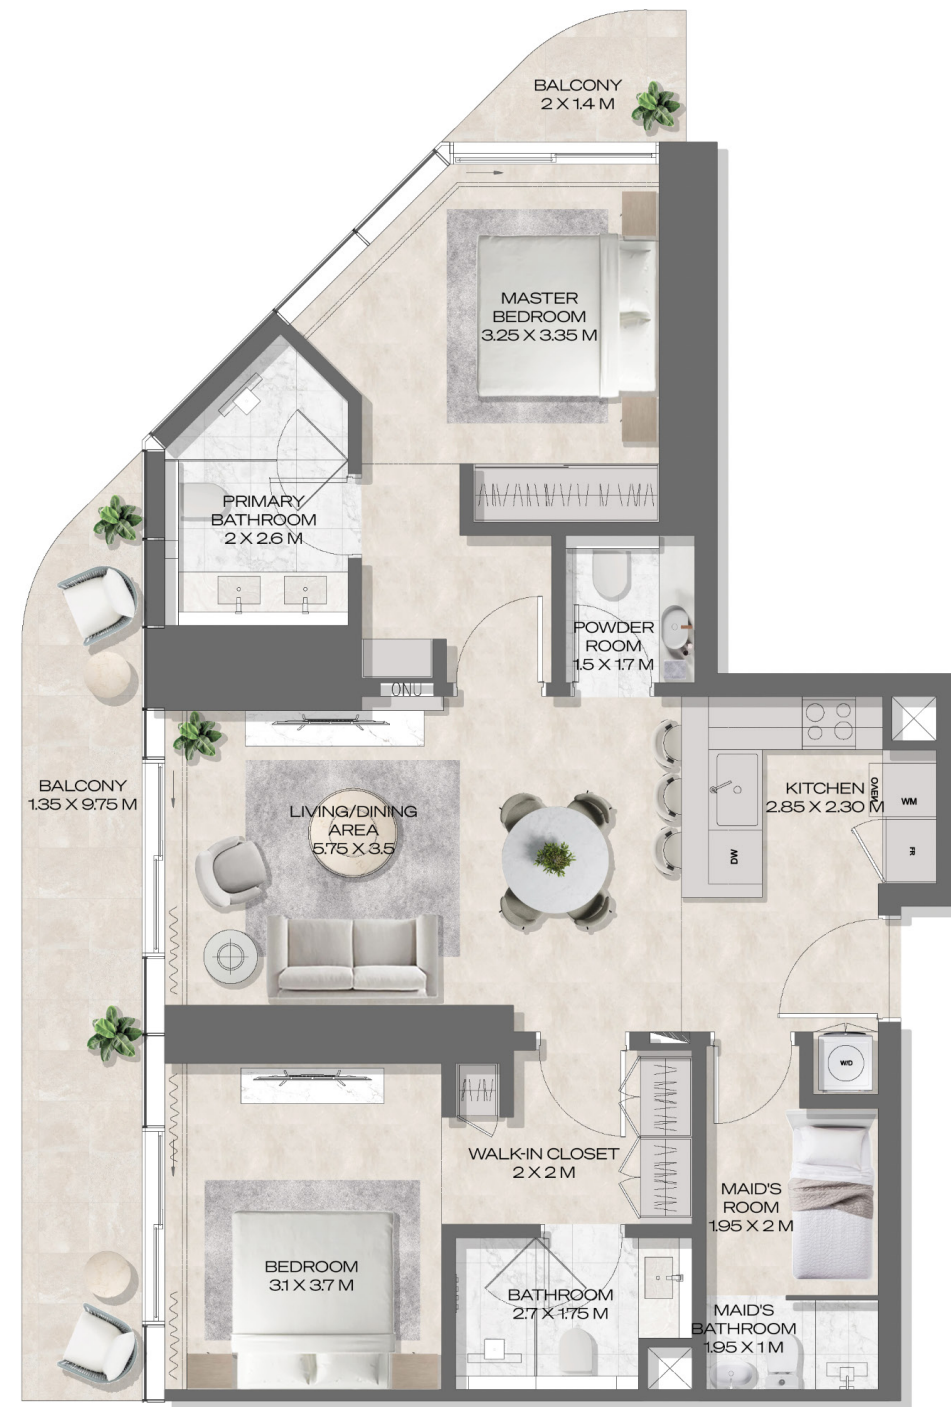 BALCONY
2 X 1.4 M
MASTER
BEDROOM
3.25 X 3.35 M
PRIMARY
BATHROOM
2 X 2.6 M
POWDER
ROOM
1.5 X 1.7 M
ONU
BALCONY
1.35 X 9.75 M
LIVING/DINING
AREA
5.75 X 3.5
KITCHEN
2.85 X 2.30 M
OVEN
WM
FR
DW
W/D
WALK-IN CLOSET
2 X 2 M
MAID'S
ROOM
1.95 X 2 M
BEDROOM
3.1 X 3.7 M
BATHROOM
2.7 X 1.75 M
MAID'S
BATHROOM
1.95 X 1 M